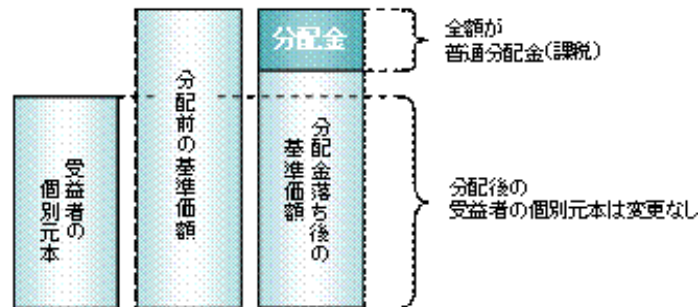 受益者の
個別元本
分配前の基準価額
分配金
分配金落ち後の
基準価額
全額が
普通分配金(課税)
分配後の
受益者の個別元本は変更なし